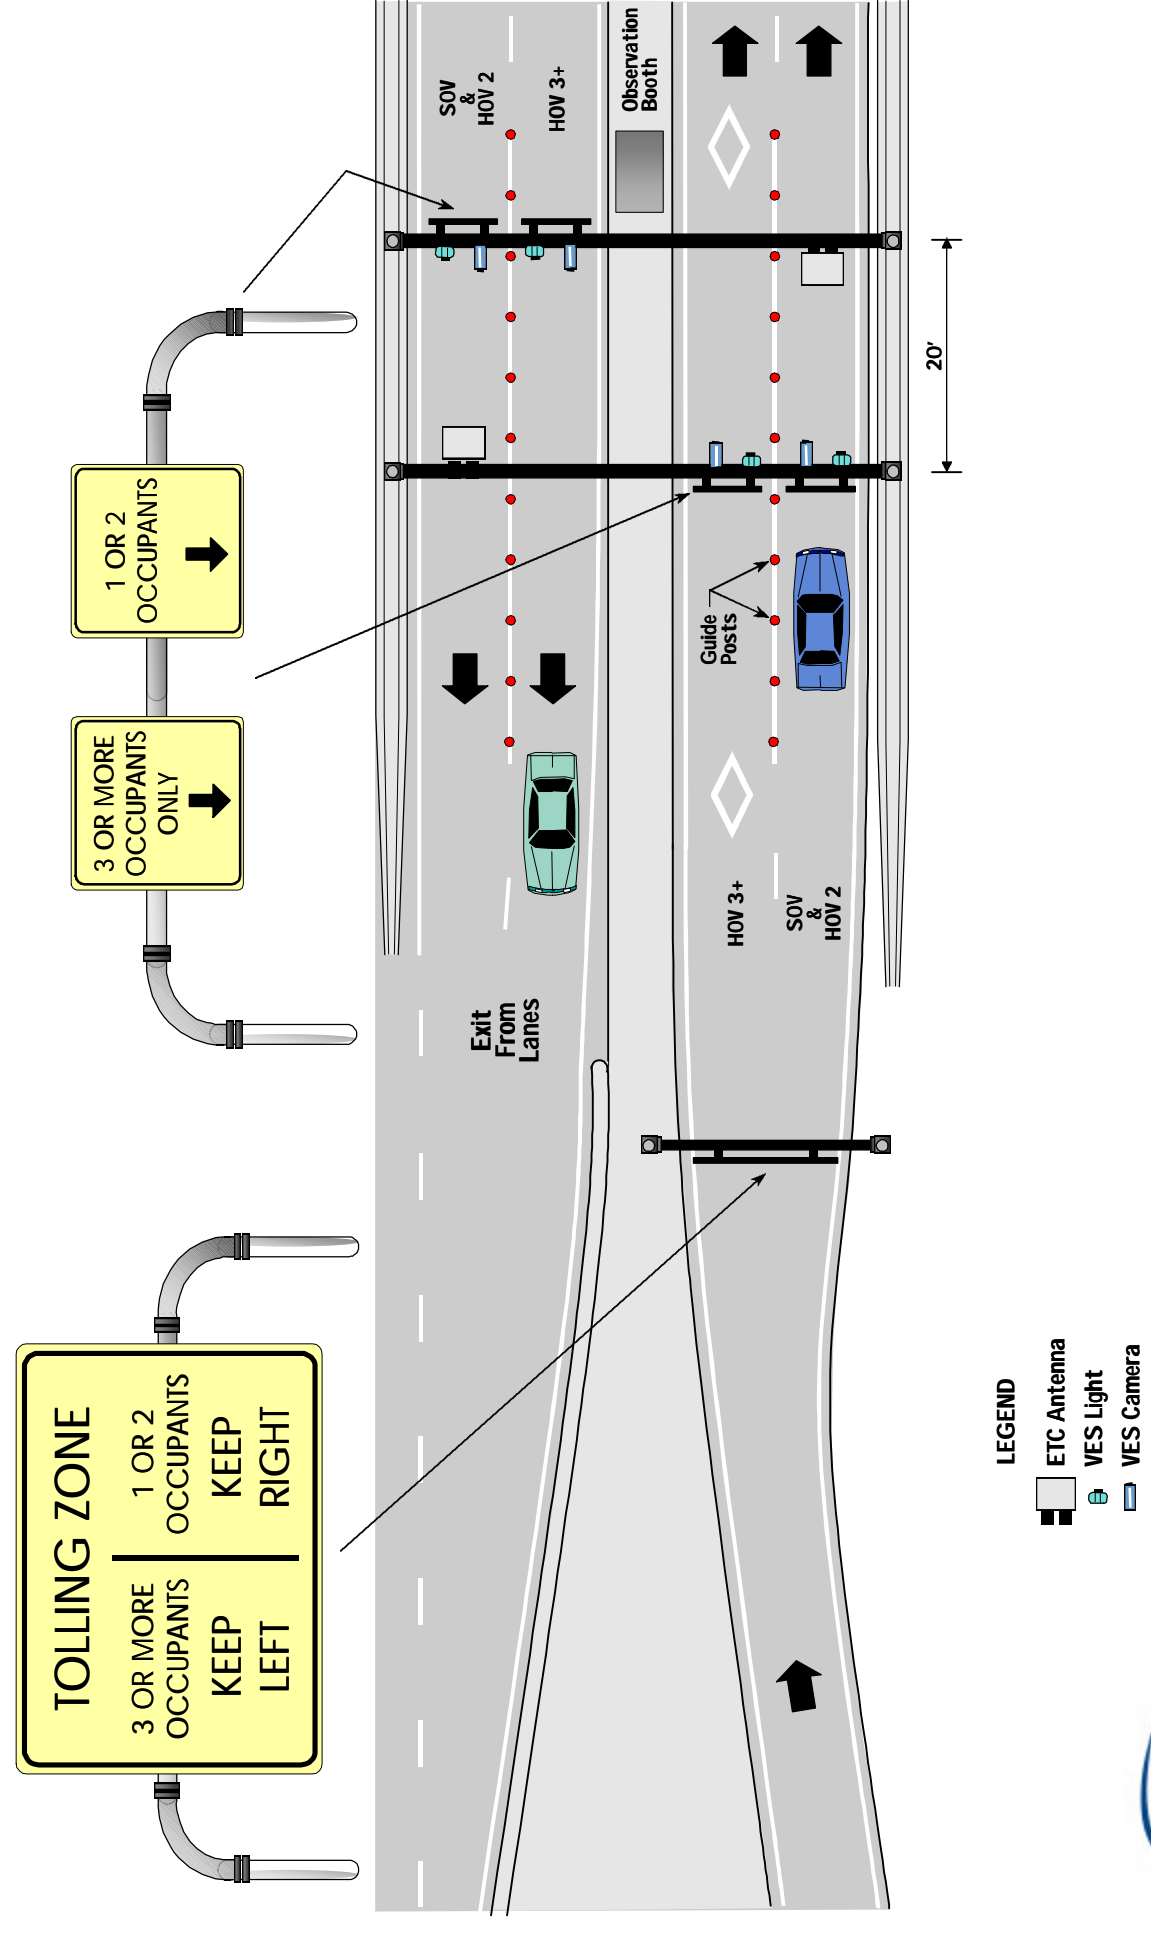 TOLLING ZONE
3 OR MORE
OCCUPANTS
KEEP
LEFT
1 OR 2
OCCUPANTS
KEEP
RIGHT
3 OR MORE
OCCUPANTS
ONLY
1 OR 2
OCCUPANTS
Exit
From
Lanes
SOV
&
HOV 2
HOV 3+
Observation
Booth
HOV 3+
SOV
&
HOV 2
Guide
Posts
20'
LEGEND
ETC Antenna
VES Light
VES Camera